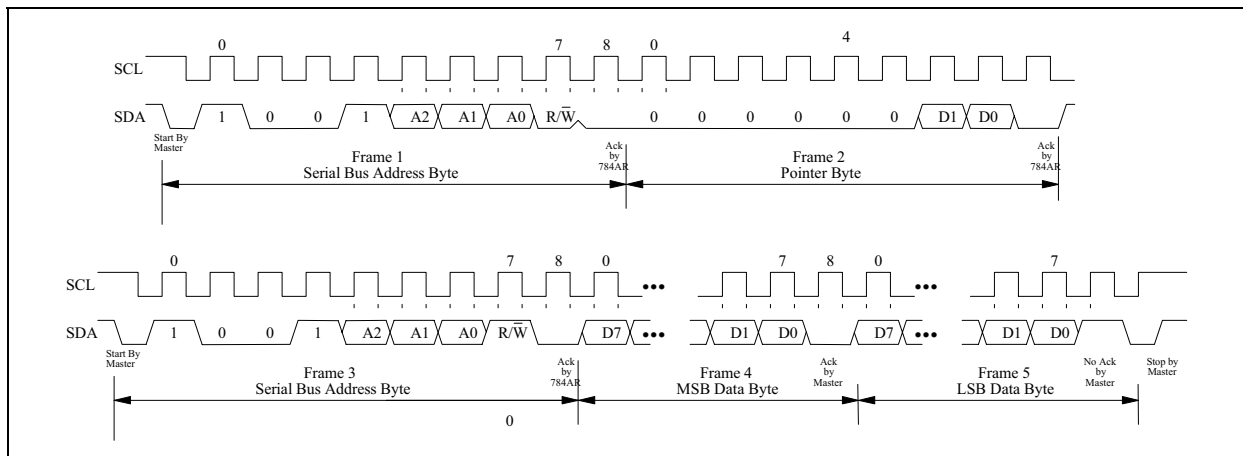 0 7 8 0 4
SCL
SDA 1 0 0 1 A2 A1 A0 R/W̅ 0 0 0 0 0 0 D1 D0
Start By
Master
Ack
by
784AR
Ack
by
784AR
Frame 1
Serial Bus Address Byte
Frame 2
Pointer Byte
0 7 8 0 7 8 0 7
SCL ••• •••
SDA 1 0 0 1 A2 A1 A0 R/W̅ D7 ••• D1 D0 D7 ••• D1 D0
Start By
Master
Ack
by
784AR
Ack
by
Master
No Ack
by
Master
Stop by
Master
Frame 3
Serial Bus Address Byte
Frame 4
MSB Data Byte
Frame 5
LSB Data Byte
0